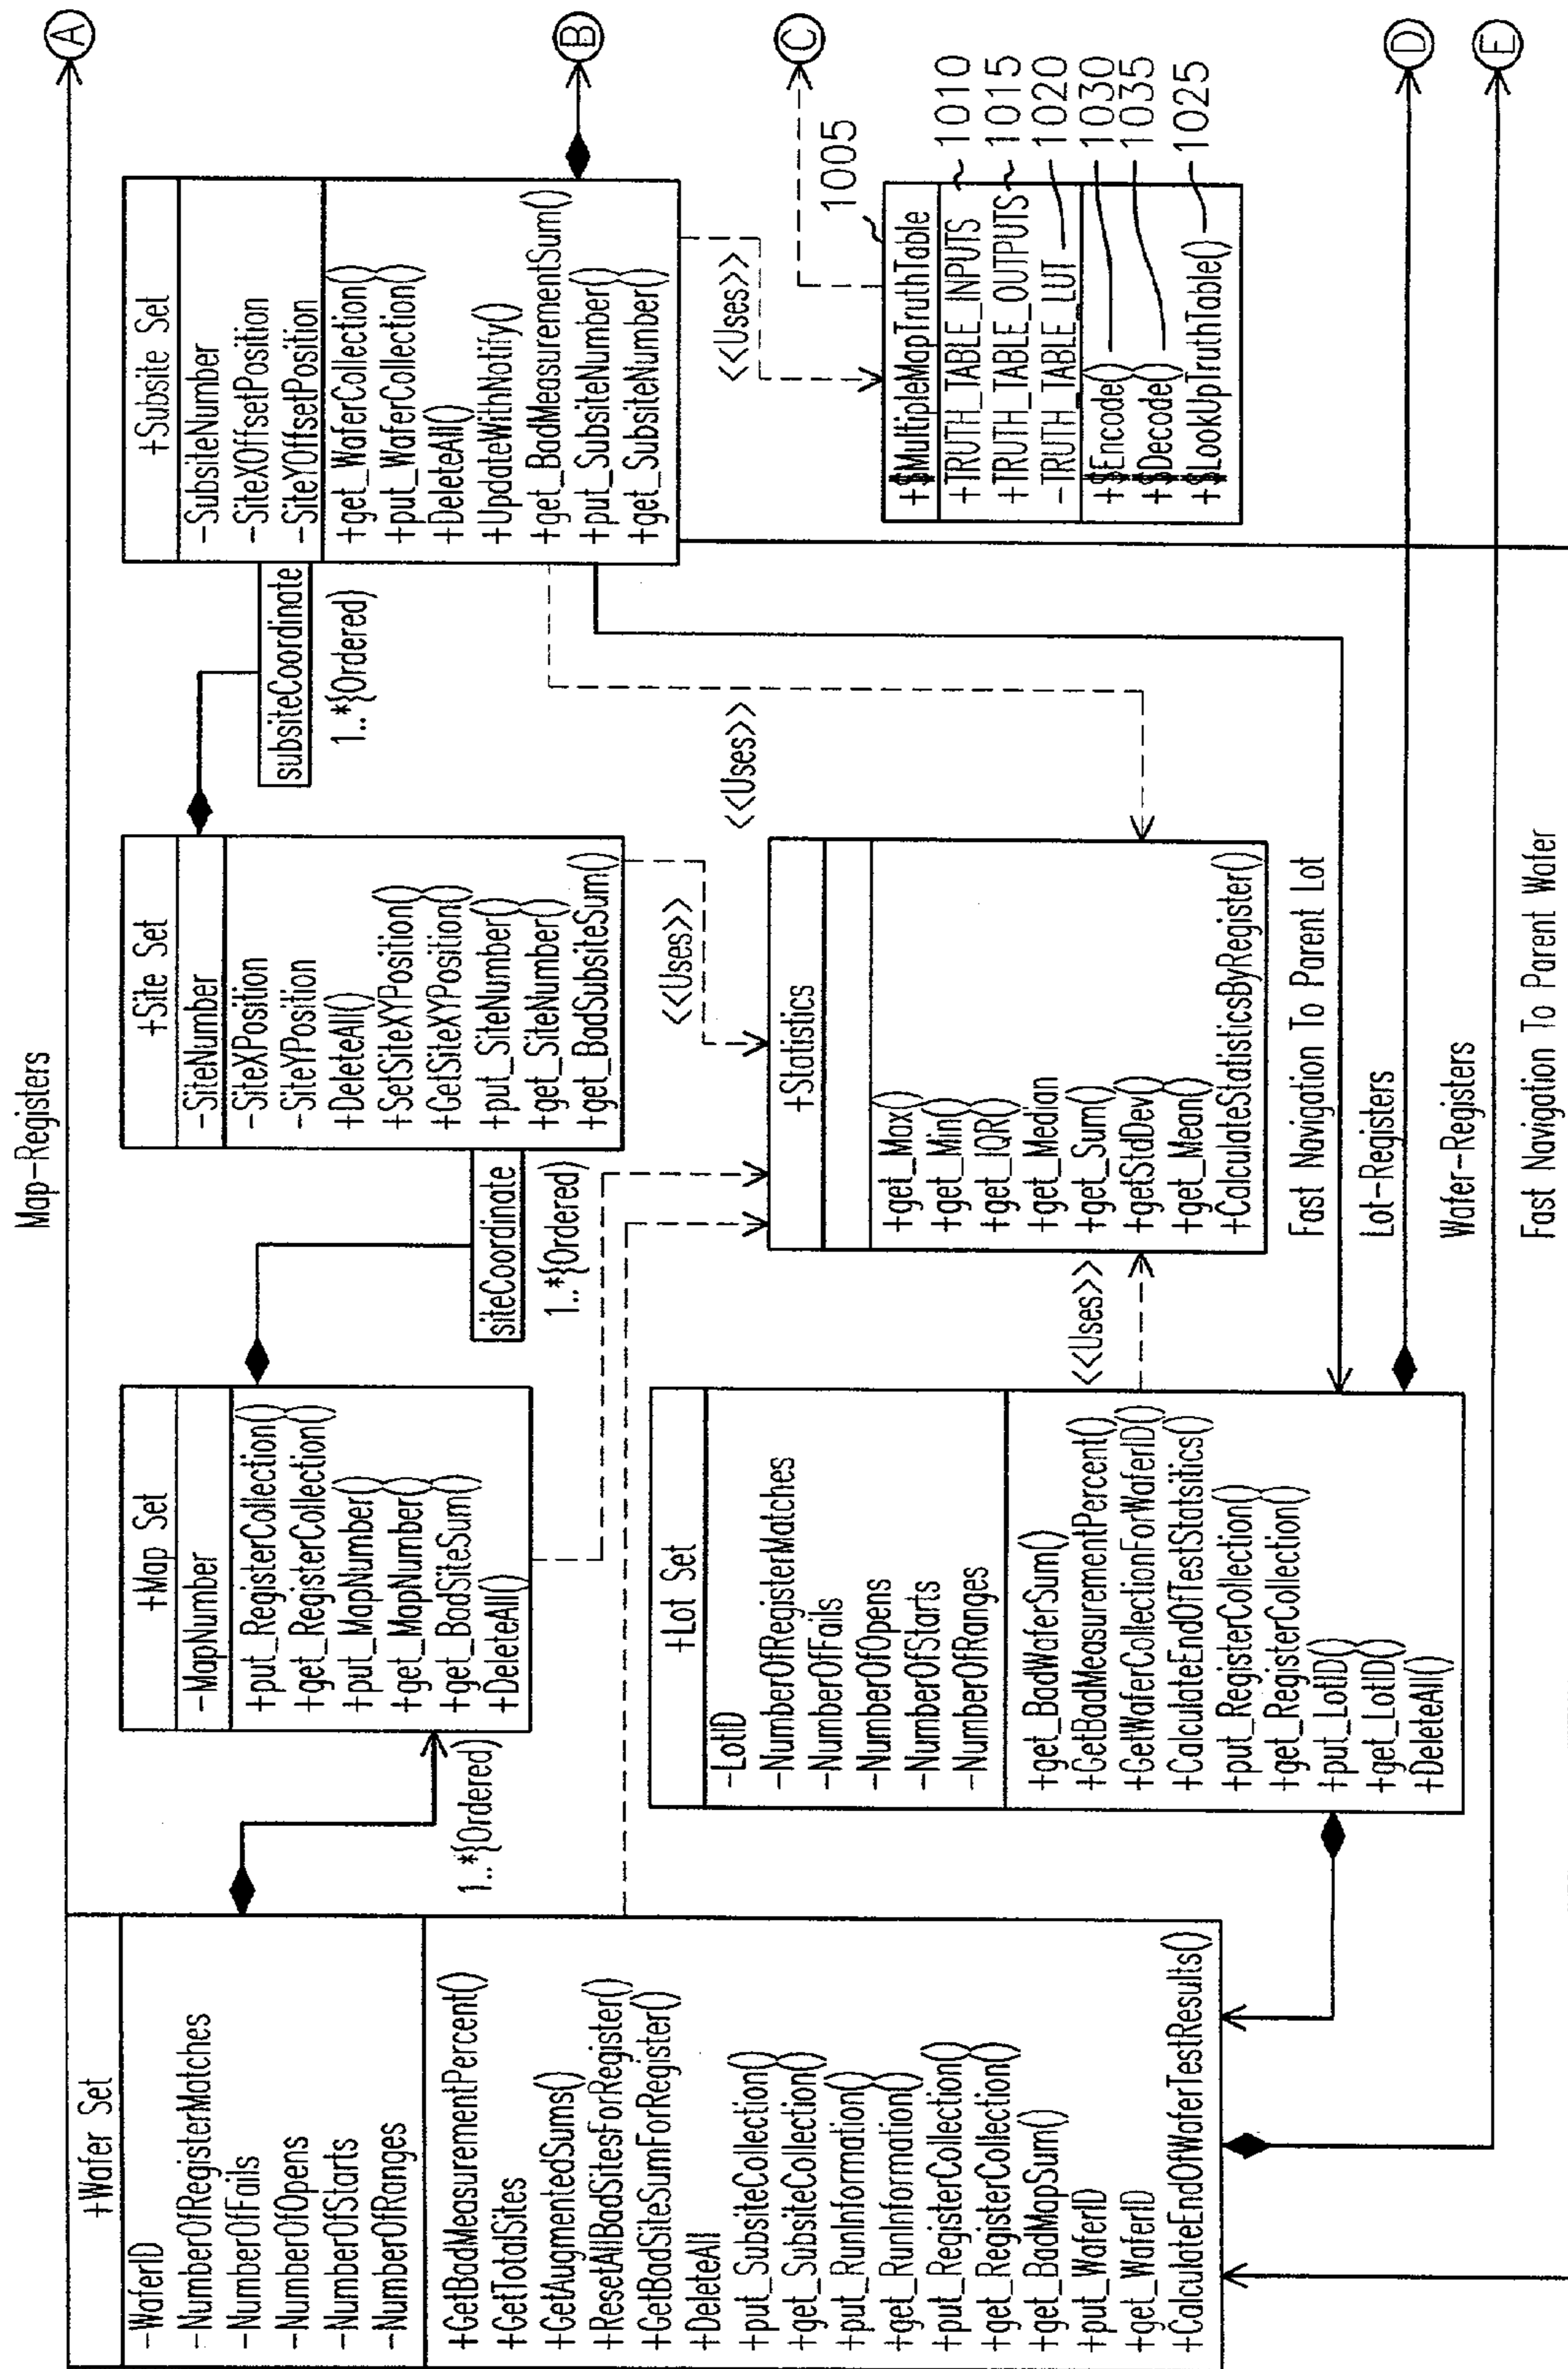 Map-Registers
A
+Wafer Set
-WaferID
-NumberOfRegisterMatches
-NumberOfFails
-NumberOfOpens
-NumberOfStarts
-NumberOfRanges
+GetBadMeasurementPercent()
+GetTotalSites
+GetAugmentedSums()
+ResetAllBadSitesForRegister()
+GetBadSiteSumForRegister()
+DeleteAll
+put_SubsiteCollection()
+get_SubsiteCollection()
+put_RunInformation()
+get_RunInformation()
+put_RegisterCollection()
+get_RegisterCollection()
+get_BadMapSum()
+put_WaferID
+get_WaferID
+CalculateEndOfWaferTestResults()
1..*{Ordered)
+Map Set
-MapNumber
+put_RegisterCollection()
+get_RegisterCollection()
+put_MapNumber()
+get_MapNumber()
+get_BadSiteSum()
+DeleteAll()
siteCoordinate
1..*{Ordered)
+Site Set
-SiteNumber
-SiteXPosition
-SiteYPosition
+DeleteAll()
+SetSiteXYPosition()
+GetSiteXYPosition()
+put_SiteNumber()
+get_SiteNumber()
+get_BadSubsiteSum()
subsiteCoordinate
1..*{Ordered)
+Subsite Set
-SubsiteNumber
-SiteXOffsetPosition
-SiteYOffsetPosition
+get_WaferCollection()
+put_WaferCollection()
+DeleteAll()
+UpdateWithNotify()
+get_BadMeasurementSum()
+put_SubsiteNumber()
+get_SubsiteNumber()
B
<<Uses>>
<<Uses>>
<<Uses>>
+Lot Set
-LotID
-NumberOfRegisterMatches
-NumberOfFails
-NumberOfOpens
-NumberOfStarts
-NumberOfRanges
+get_BadWaferSum()
+GetBadMeasurementPercent()
+GetWaferCollectionForWaferID()
+CalculateEndOfTestStatsitics()
+put_RegisterCollection()
+get_RegisterCollection()
+put_LotID()
+get_LotID()
+DeleteAll()
<<Uses>>
+Statistics
+get_Max()
+get_Min()
+get_IQR()
+get_Median
+get_Sum()
+getStdDev()
+get_Mean()
+CalculateStatisticsByRegister()
C
1005
+$MultipleMapTruthTable
+TRUTH_TABLE_INPUTS 1010
+TRUTH_TABLE_OUTPUTS 1015
-TRUTH_TABLE_LUT 1020
+$Encode() 1030
+$Decode() 1035
+$LookUpTruthTable() 1025
Fast Navigation To Parent Lot
Lot-Registers
D
Wafer-Registers
E
Fast Navigation To Parent Wafer